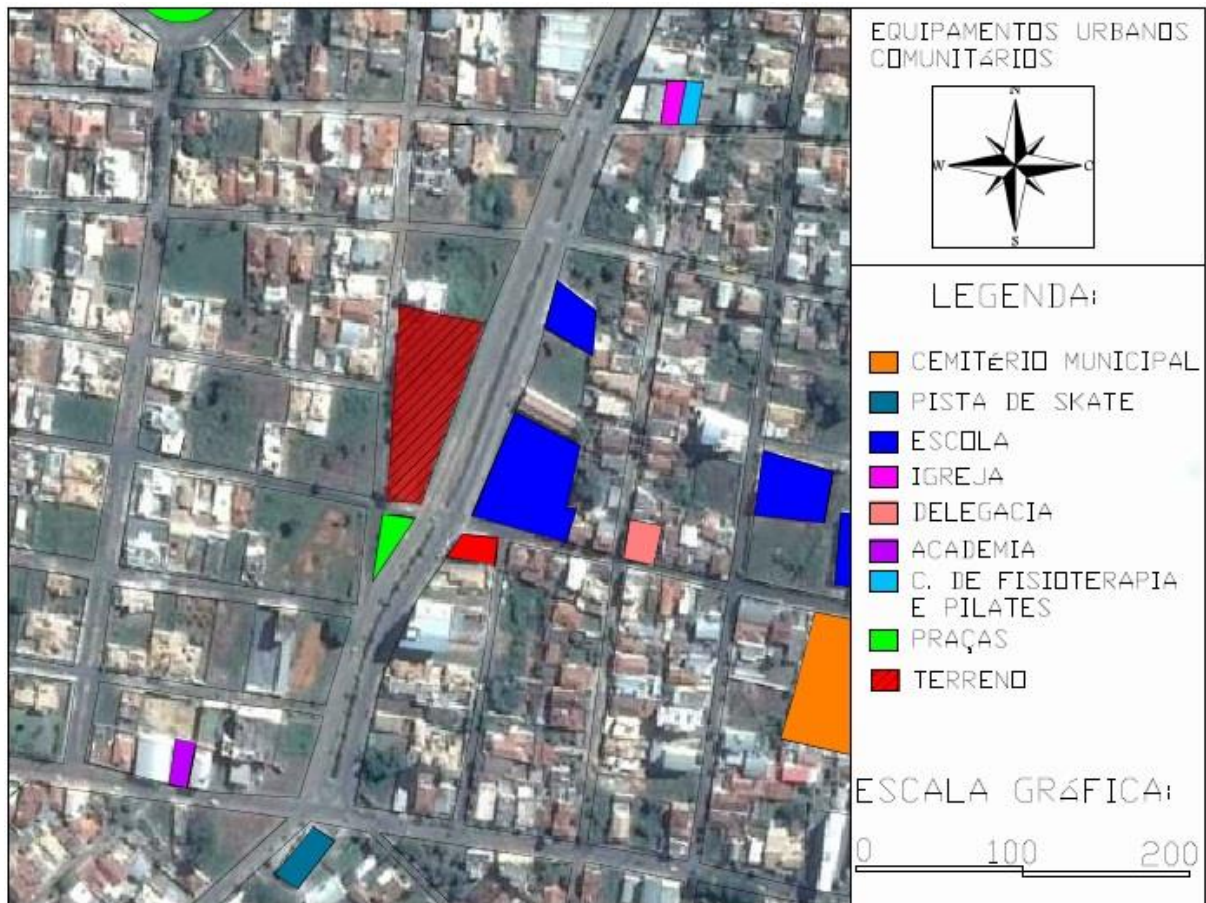 EQUIPAMENTOS URBANOS
COMUNITÁRIOS
N
W O
S
LEGENDA:
CEMITÉRIO MUNICIPAL
PISTA DE SKATE
ESCOLA
IGREJA
DELEGACIA
ACADEMIA
C. DE FISIOTERAPIA
E PILATES
PRAÇAS
TERRENO
ESCALA GRÁFICA:
0 100 200